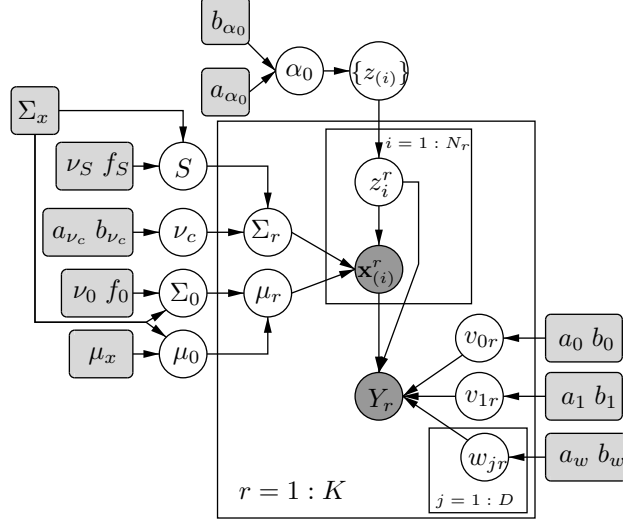 b_{α_0}
a_{α_0}
α_0
{z_{(i)}}
Σ_x
i = 1 : N_r
ν_S f_S
S
z_i^r
a_{ν_c} b_{ν_c}
ν_c
Σ_r
x_{(i)}^r
ν_0 f_0
Σ_0
μ_r
μ_x
μ_0
v_{0r}
a_0 b_0
Y_r
v_{1r}
a_1 b_1
w_{jr}
a_w b_w
r = 1 : K
j = 1 : D